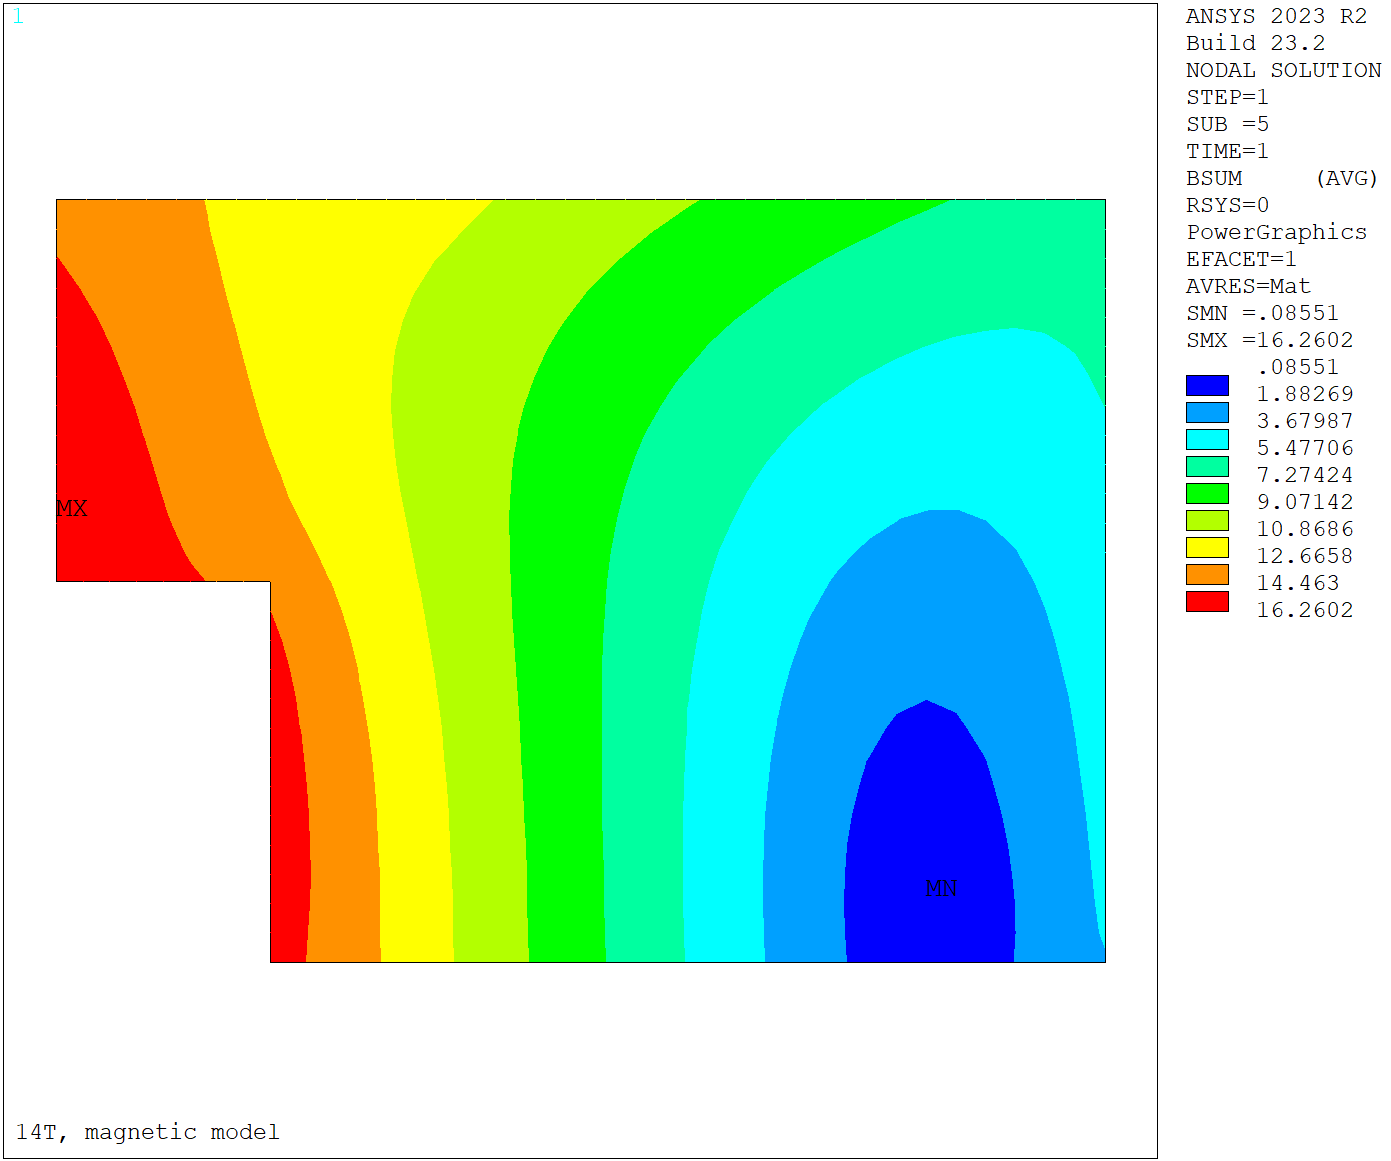 1
ANSYS 2023 R2
Build 23.2
NODAL SOLUTION
STEP=1
SUB =5
TIME=1
BSUM     (AVG)
RSYS=0
PowerGraphics
EFACET=1
AVRES=Mat
SMN =.08551
SMX =16.2602
.08551
1.88269
3.67987
5.47706
7.27424
9.07142
10.8686
12.6658
14.463
16.2602
MX
MN
14T, magnetic model